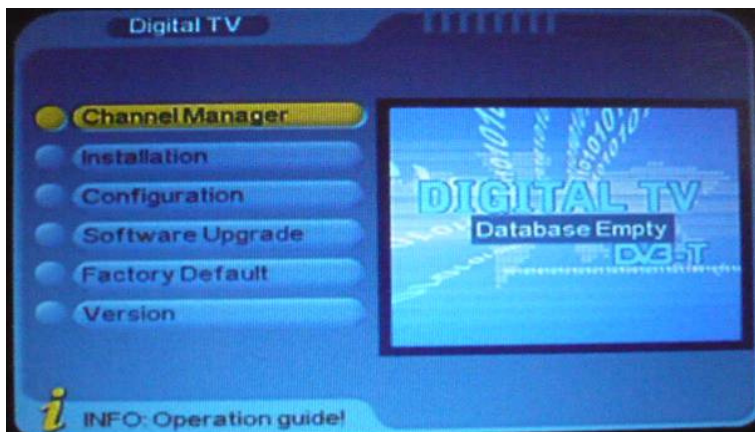 Digital TV
Channel Manager
Installation
Configuration
Software Upgrade
Factory Default
Version
DIGITAL TV
Database Empty
DVB-T
INFO: Operation guide!